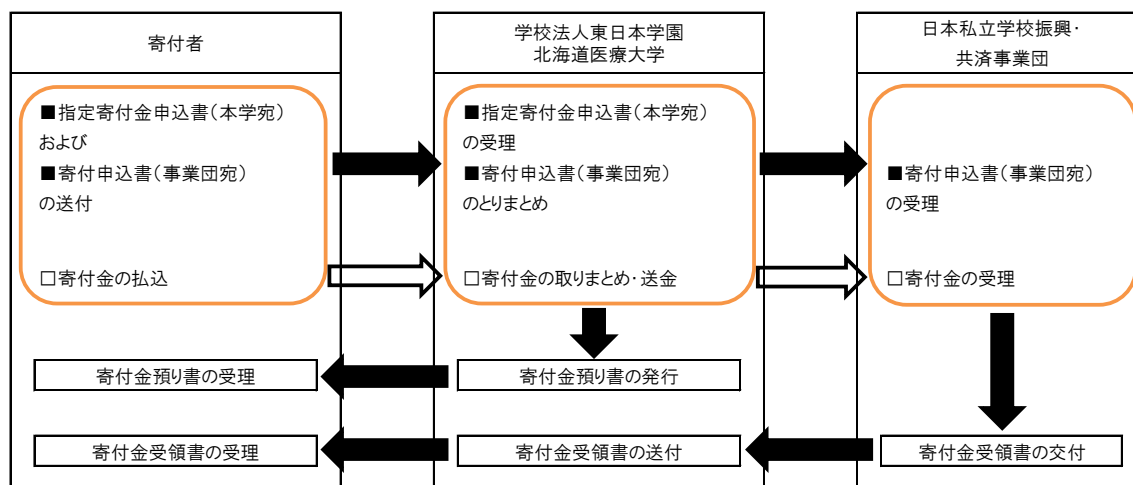 寄付者
学校法人東日本学園
北海道医療大学
日本私立学校振興・
共済事業団
■指定寄付金申込書(本学宛)
および
■寄付申込書(事業団宛)
の送付
□寄付金の払込
■指定寄付金申込書(本学宛)
の受理
■寄付申込書(事業団宛)
のとりまとめ
□寄付金の取りまとめ・送金
■寄付申込書(事業団宛)
の受理
□寄付金の受理
寄付金預り書の受理
寄付金預り書の発行
寄付金受領書の受理
寄付金受領書の送付
寄付金受領書の交付